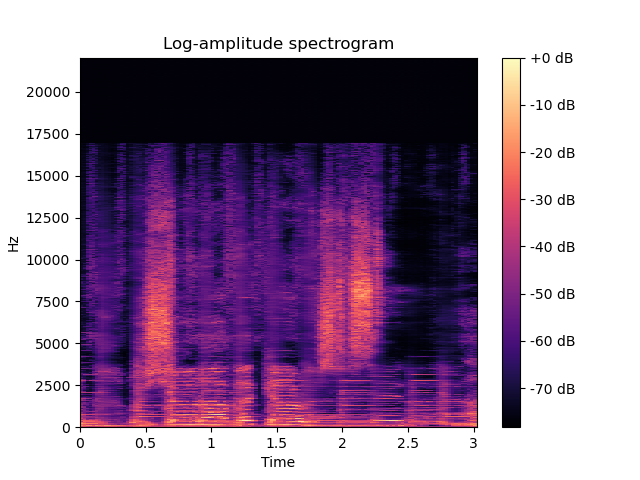 Log-amplitude spectrogram
Hz
20000
17500
15000
12500
10000
7500
5000
2500
0
0 0.5 1 1.5 2 2.5 3
Time
+0 dB
-10 dB
-20 dB
-30 dB
-40 dB
-50 dB
-60 dB
-70 dB